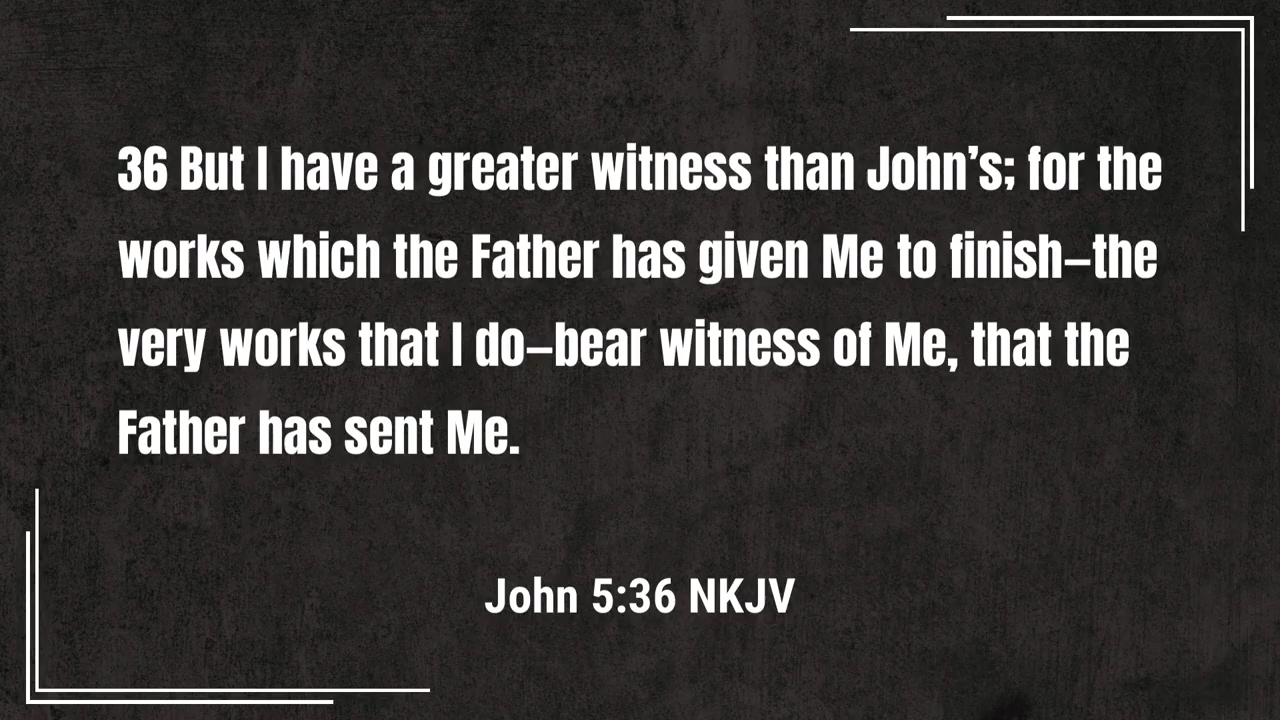 36 But I have a greater witness than John’s; for the
works which the Father has given Me to finish–the
very works that I do–bear witness of Me, that the
Father has sent Me.
John 5:36 NKJV